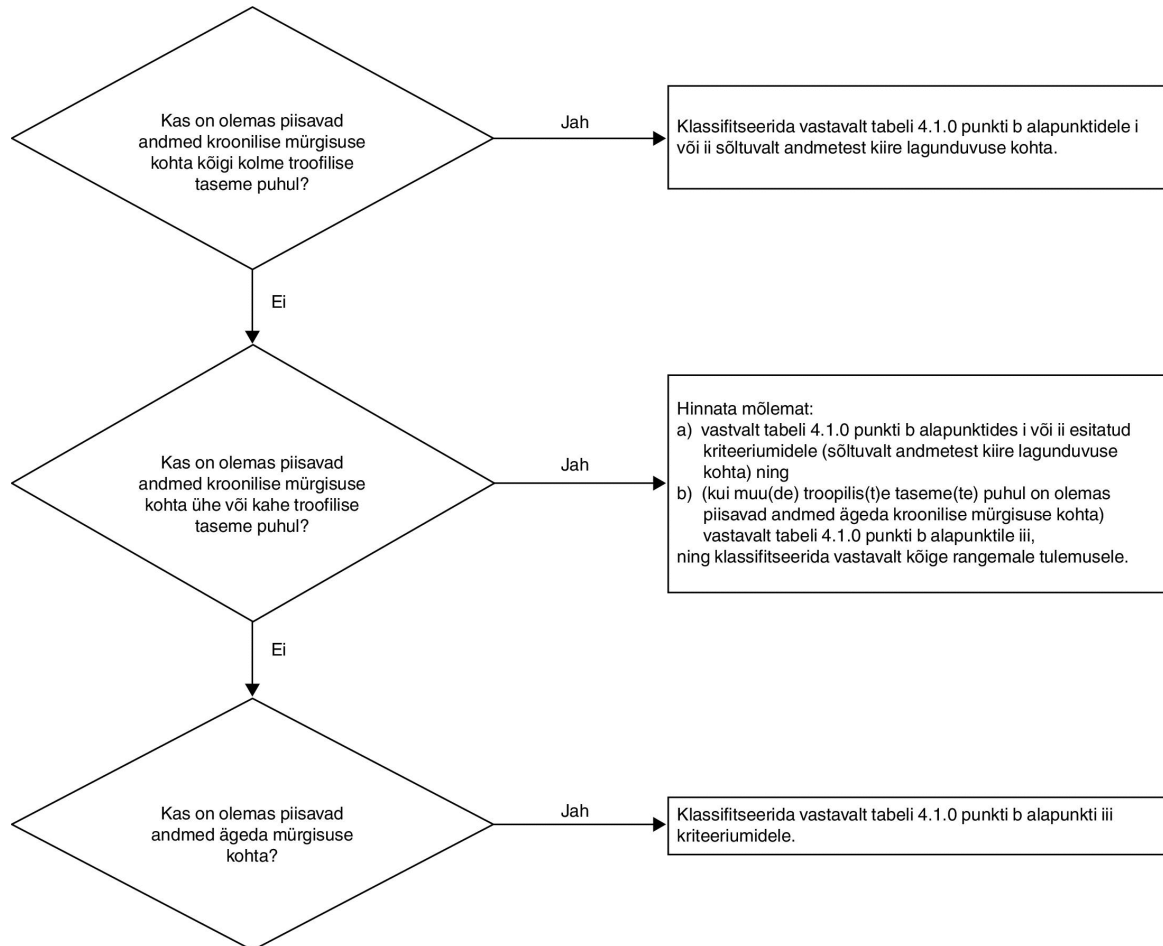 Kas on olemas piisavad
andmed kroonilise mürgisuse
kohta kõigi kolme troofilise
taseme puhul?
Jah
Klassifitseerida vastavalt tabeli 4.1.0 punkti b alapunktidele i
või ii sõltuvalt andmetest kiire lagunduvuse kohta.
Ei
Kas on olemas piisavad
andmed kroonilise mürgisuse
kohta ühe või kahe troofilise
taseme puhul?
Jah
Hinnata mõlemat:
a) vastvalt tabeli 4.1.0 punkti b alapunktides i või ii esitatud
kriteeriumidele (sõltuvalt andmetest kiire lagunduvuse
kohta) ning
b) (kui muu(de) troopilis(t)e taseme(te) puhul on olemas
piisavad andmed ägeda kroonilise mürgisuse kohta)
vastavalt tabeli 4.1.0 punkti b alapunktile iii,
ning klassifitseerida vastavalt kõige rangemale tulemusele.
Ei
Kas on olemas piisavad
andmed ägeda mürgisuse
kohta?
Jah
Klassifitseerida vastavalt tabeli 4.1.0 punkti b alapunkti iii
kriteeriumidele.